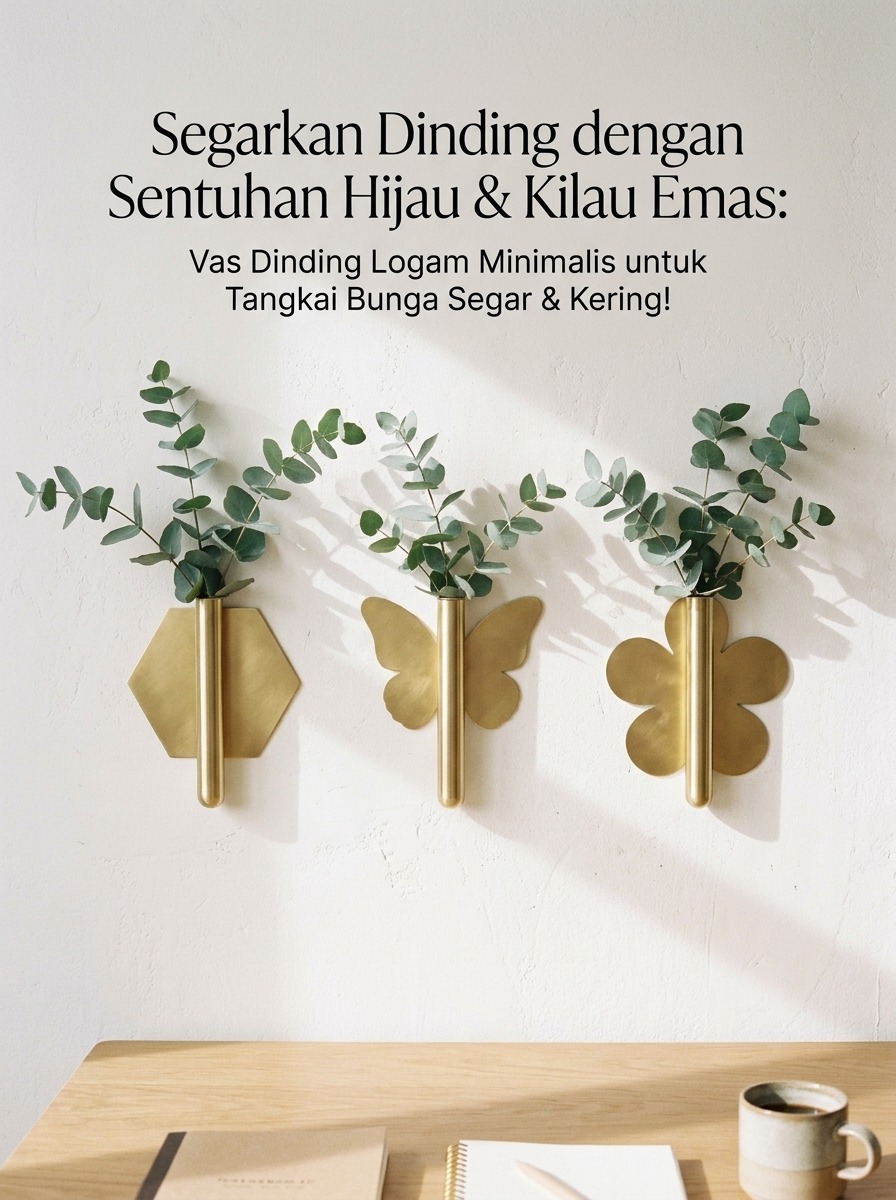 Segarkan Dinding dengan
Sentuhan Hijau & Kilau Emas:
Vas Dinding Logam Minimalis untuk
Tangkai Bunga Segar & Kering!